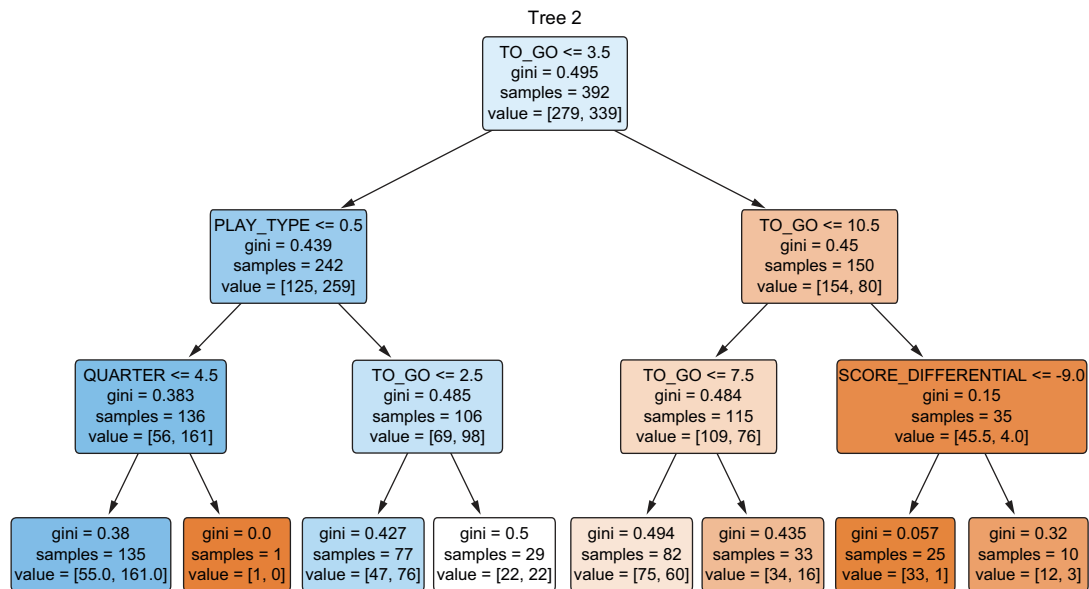 Tree 2
TO_GO <= 3.5
gini = 0.495
samples = 392
value = [279, 339]
PLAY_TYPE <= 0.5
gini = 0.439
samples = 242
value = [125, 259]
TO_GO <= 10.5
gini = 0.45
samples = 150
value = [154, 80]
QUARTER <= 4.5
gini = 0.383
samples = 136
value = [56, 161]
TO_GO <= 2.5
gini = 0.485
samples = 106
value = [69, 98]
TO_GO <= 7.5
gini = 0.484
samples = 115
value = [109, 76]
SCORE_DIFFERENTIAL <= -9.0
gini = 0.15
samples = 35
value = [45.5, 4.0]
gini = 0.38
samples = 135
value = [55.0, 161.0]
gini = 0.0
samples = 1
value = [1, 0]
gini = 0.427
samples = 77
value = [47, 76]
gini = 0.5
samples = 29
value = [22, 22]
gini = 0.494
samples = 82
value = [75, 60]
gini = 0.435
samples = 33
value = [34, 16]
gini = 0.057
samples = 25
value = [33, 1]
gini = 0.32
samples = 10
value = [12, 3]